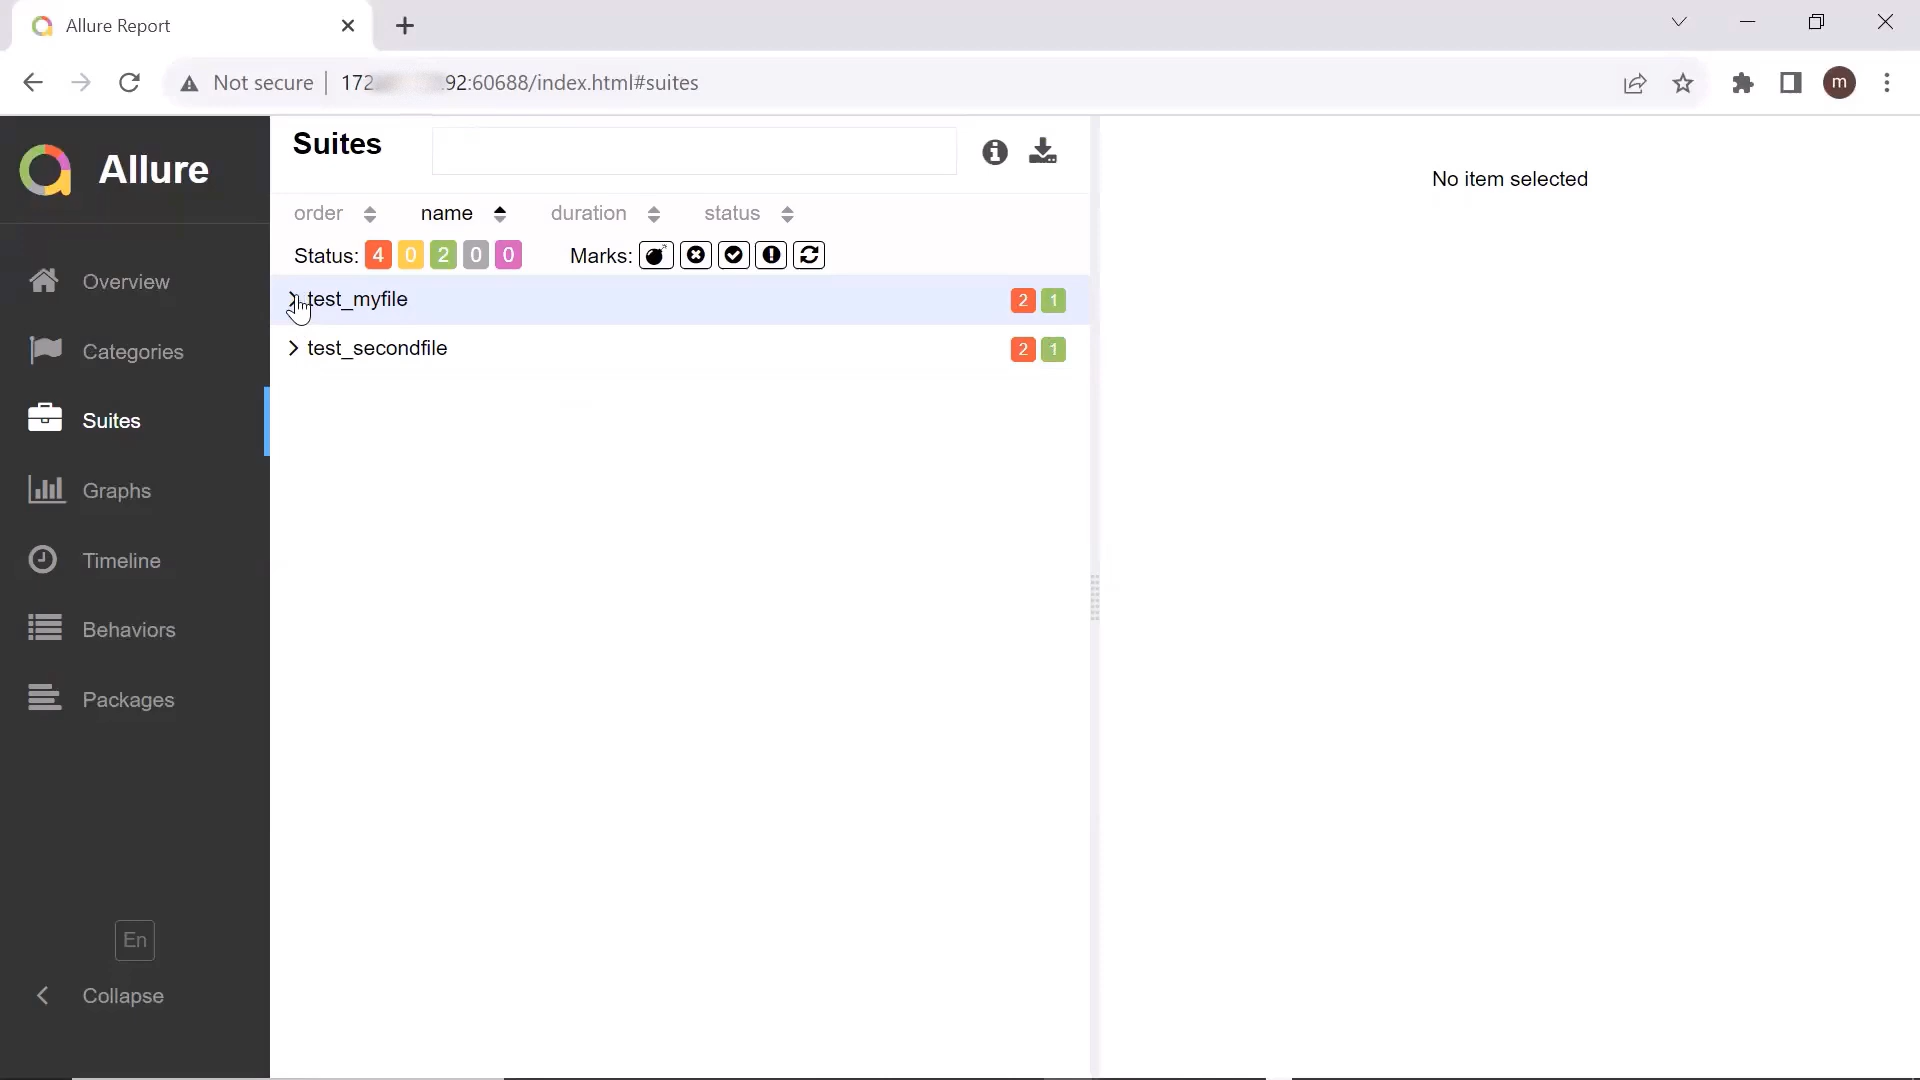 Allure Report
Not secure 172 92:60688/index.html#suites
m
Allure
Suites
No item selected
order name duration status
Status: 4 0 2 0 0 Marks:
test_myfile 2 1
test_secondfile 2 1
Overview
Categories
Suites
Graphs
Timeline
Behaviors
Packages
En
Collapse